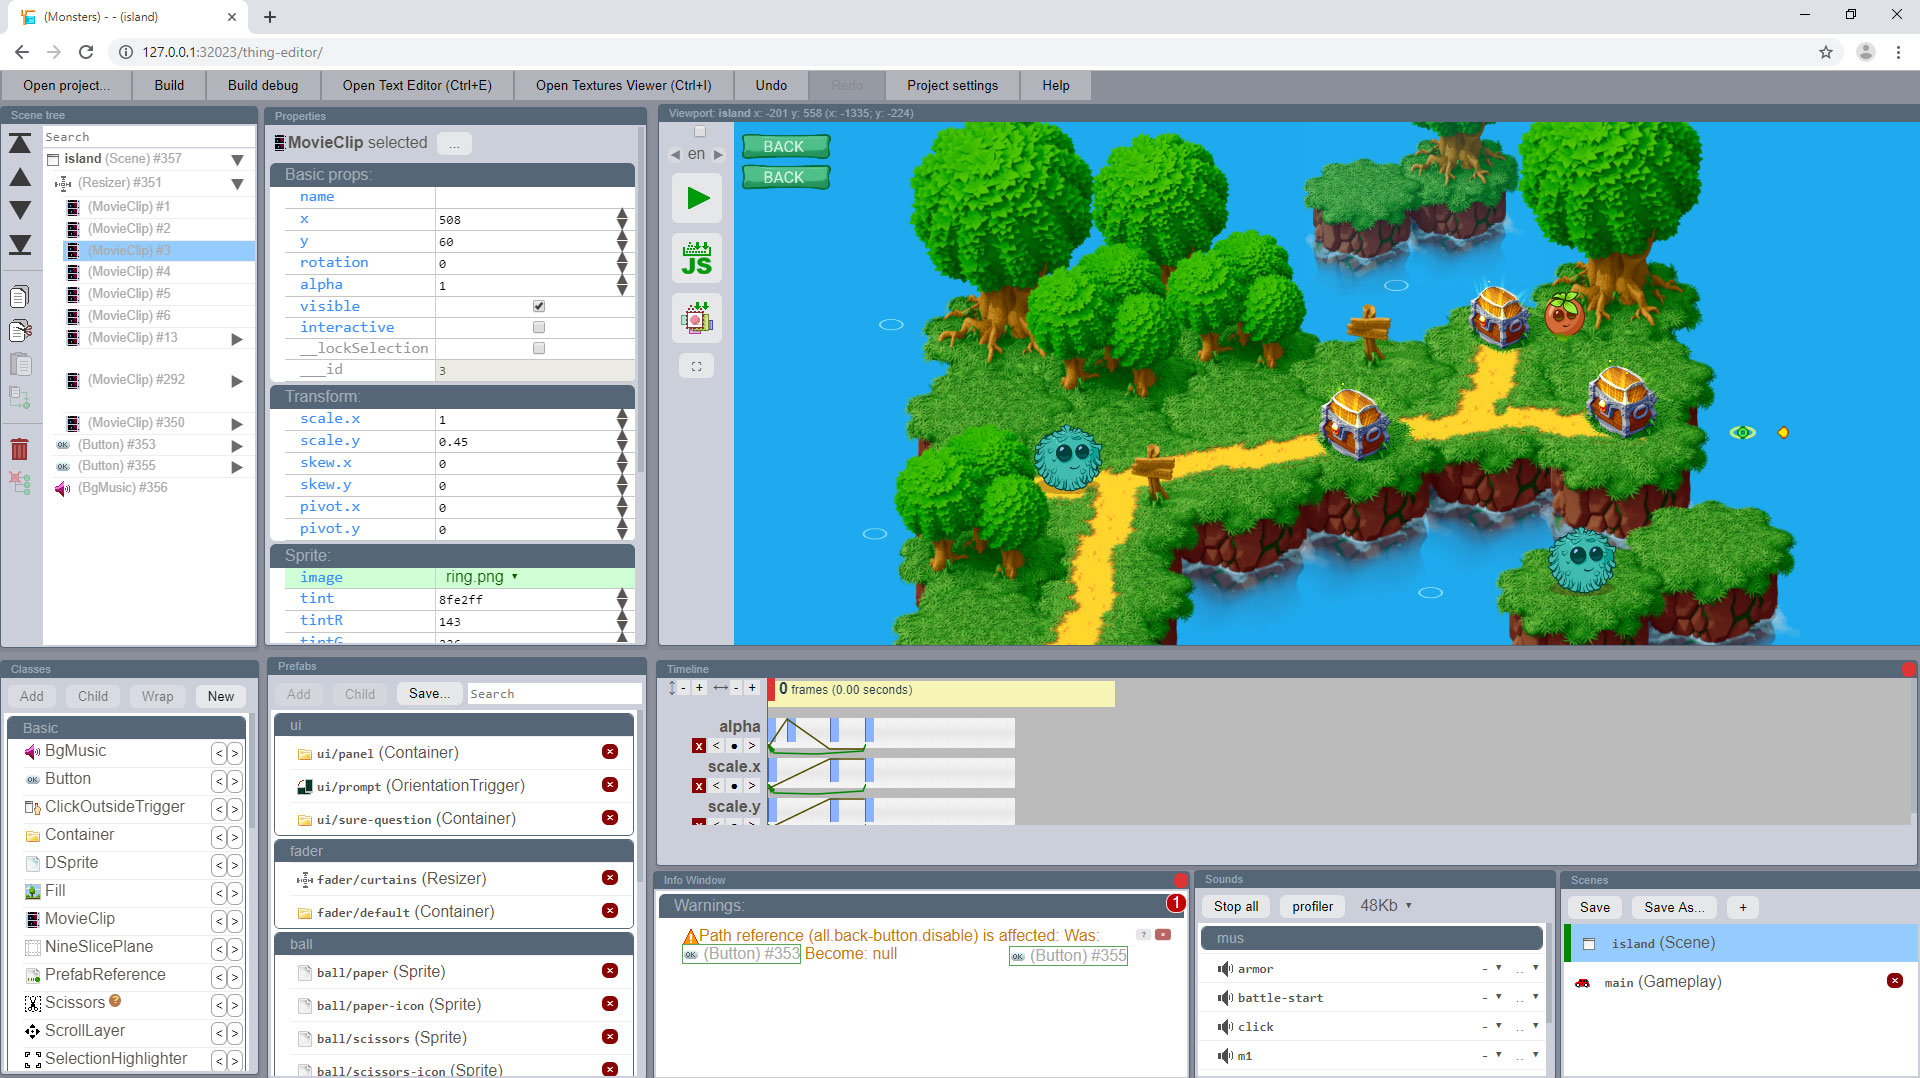 (Monsters) - - (island)
127.0.0.1:32023/thing-editor/
Open project...
Build
Build debug
Open Text Editor (Ctrl+E)
Open Textures Viewer (Ctrl+I)
Undo
Redo
Project settings
Help
Scene tree
Search
island (Scene) #357
(Resizer) #351
(MovieClip) #1
(MovieClip) #2
(MovieClip) #3
(MovieClip) #4
(MovieClip) #5
(MovieClip) #6
(MovieClip) #13
(MovieClip) #292
(MovieClip) #350
(Button) #353
(Button) #355
(BgMusic) #356
Properties
MovieClip selected
...
Basic props:
name
x 508
y 60
rotation 0
alpha 1
visible
interactive
__lockSelection
___id 3
Transform:
scale.x 1
scale.y 0.45
skew.x 0
skew.y 0
pivot.x 0
pivot.y 0
Sprite:
image ring.png
tint 8fe2ff
tintR 143
tintG 226
Viewport: island x: -201 y: 558 (x: -1335; y: -224)
en
JS
BACK
BACK
Classes
Add
Child
Wrap
New
Basic
BgMusic < >
Button < >
ClickOutsideTrigger < >
Container < >
DSprite < >
Fill < >
MovieClip < >
NineSlicePlane < >
PrefabReference < >
Scissors ? < >
ScrollLayer < >
SelectionHighlighter < >
Prefabs
Add
Child
Save...
Search
ui
ui/panel (Container)
ui/prompt (OrientationTrigger)
ui/sure-question (Container)
fader
fader/curtains (Resizer)
fader/default (Container)
ball
ball/paper (Sprite)
ball/paper-icon (Sprite)
ball/scissors (Sprite)
ball/scissors-icon (Sprite)
Timeline
- + - +
0 frames (0.00 seconds)
alpha
x < ● >
scale.x
x < ● >
scale.y
Info Window
Warnings:
1
Path reference (all.back-button.disable) is affected: Was:
(Button) #353 Become: null
(Button) #355
Sounds
Stop all
profiler
48Kb
mus
armor - ..
battle-start - ..
click - ..
m1 - ..
Scenes
Save
Save As...
+
island (Scene)
main (Gameplay)